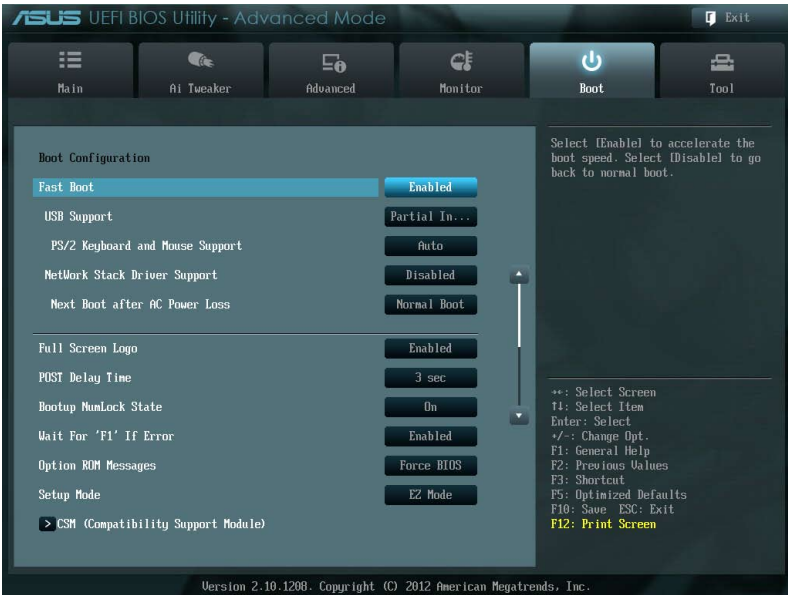 ASUS UEFI BIOS Utility - Advanced Mode
Exit
Main
Ai Tweaker
Advanced
Monitor
Boot
Tool
Boot Configuration
Fast Boot Enabled
USB Support Partial In...
PS/2 Keyboard and Mouse Support Auto
NetWork Stack Driver Support Disabled
Next Boot after AC Power Loss Normal Boot
Full Screen Logo Enabled
POST Delay Time 3 sec
Bootup NumLock State On
Wait For 'F1' If Error Enabled
Option ROM Messages Force BIOS
Setup Mode EZ Mode
> CSM (Compatibility Support Module)
Select [Enable] to accelerate the
boot speed. Select [Disable] to go
back to normal boot.
→←: Select Screen
↑↓: Select Item
Enter: Select
+/-: Change Opt.
F1: General Help
F2: Previous Values
F3: Shortcut
F5: Optimized Defaults
F10: Save ESC: Exit
F12: Print Screen
Version 2.10.1208. Copyright (C) 2012 American Megatrends, Inc.